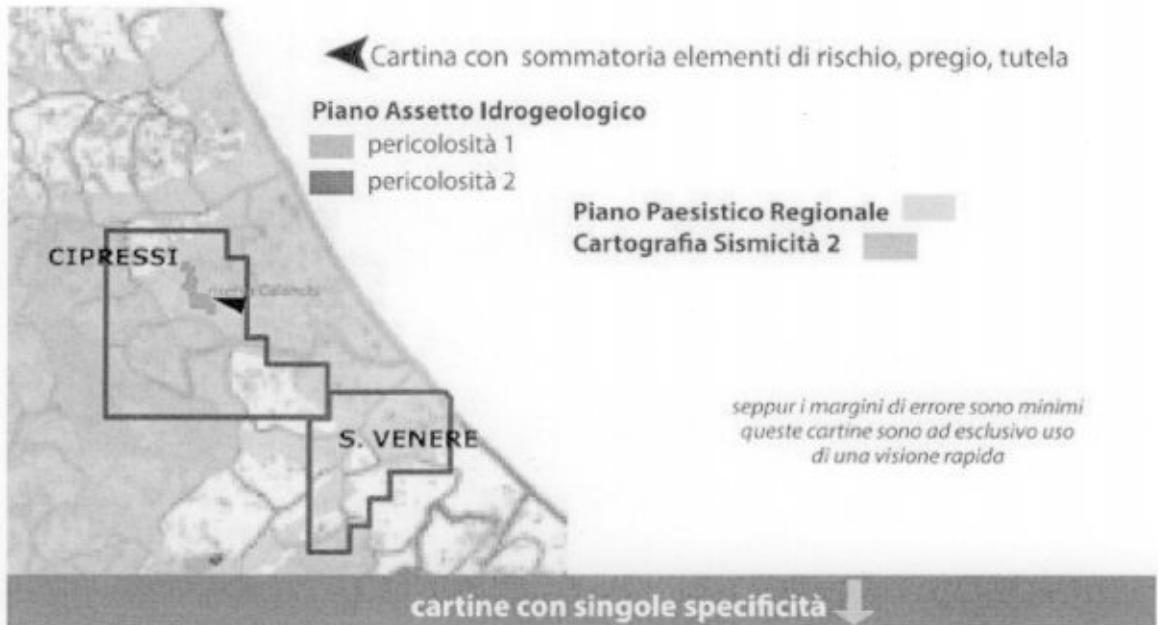 Cartina con sommatoria elementi di rischio, pregio, tutela
Piano Assetto Idrogeologico
pericolosità 1
pericolosità 2
Piano Paesistico Regionale
Cartografia Sismicità 2
CIPRESSI
Calanchi
S. VENERE
seppur i margini di errore sono minimi
queste cartine sono ad esclusivo uso
di una visione rapida
cartine con singole specificità